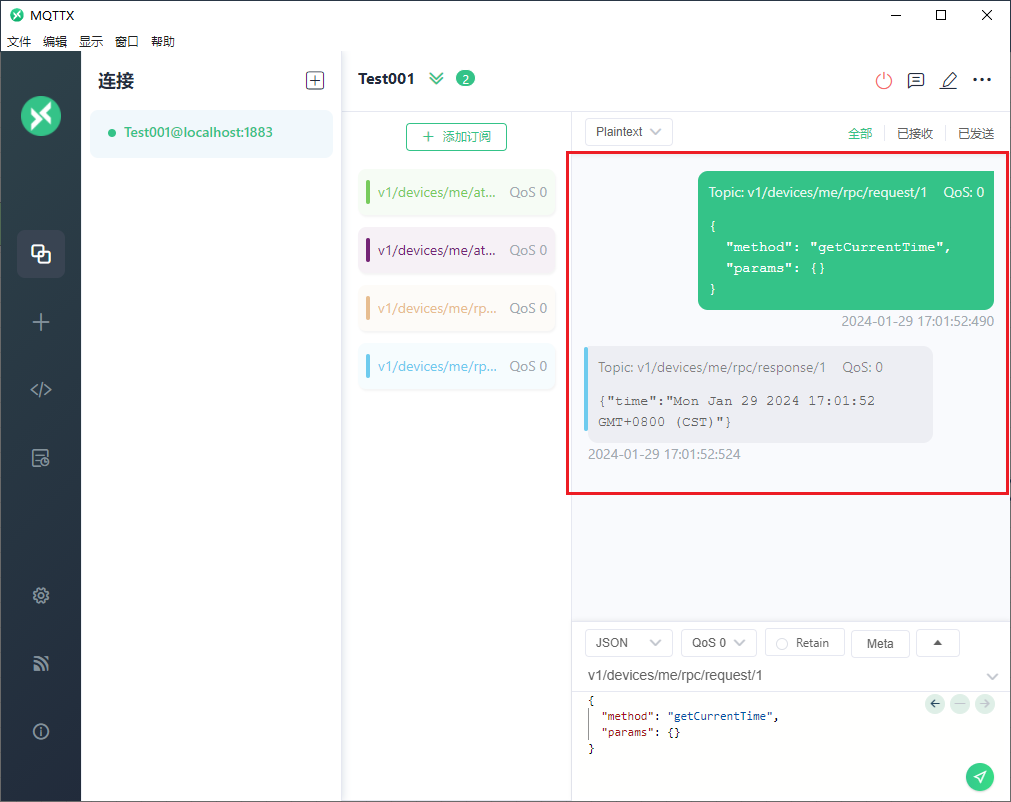 MQTTX
文件 编辑 显示 窗口 帮助
连接
Test001@localhost:1883
Test001 2
添加订阅
v1/devices/me/at... QoS 0
v1/devices/me/at... QoS 0
v1/devices/me/rp... QoS 0
v1/devices/me/rp... QoS 0
Plaintext 全部 已接收 已发送
Topic: v1/devices/me/rpc/request/1 QoS: 0
{
"method": "getCurrentTime",
"params": {}
}
2024-01-29 17:01:52:490
Topic: v1/devices/me/rpc/response/1 QoS: 0
{"time":"Mon Jan 29 2024 17:01:52
GMT+0800 (CST)"}
2024-01-29 17:01:52:524
JSON QoS 0 Retain Meta
v1/devices/me/rpc/request/1
{
"method": "getCurrentTime",
"params": {}
}